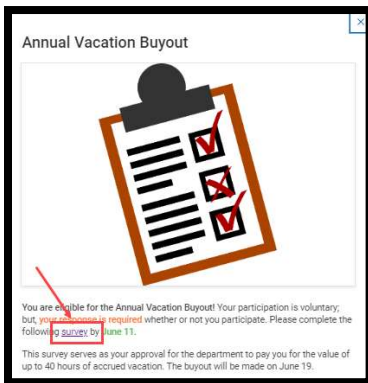 Annual Vacation Buyout
You are eligible for the Annual Vacation Buyout! Your participation is voluntary;
but, your response is required whether or not you participate. Please complete the
following survey by June 11.
This survey serves as your approval for the department to pay you for the value of
up to 40 hours of accrued vacation. The buyout will be made on June 19.